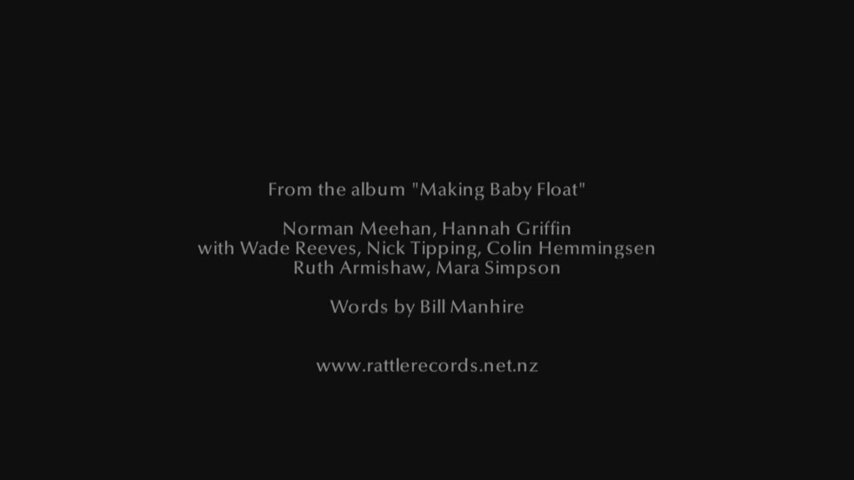 From the album "Making Baby Float"
Norman Meehan, Hannah Griffin
with Wade Reeves, Nick Tipping, Colin Hemmingsen
Ruth Armishaw, Mara Simpson
Words by Bill Manhire
www.rattlerecords.net.nz